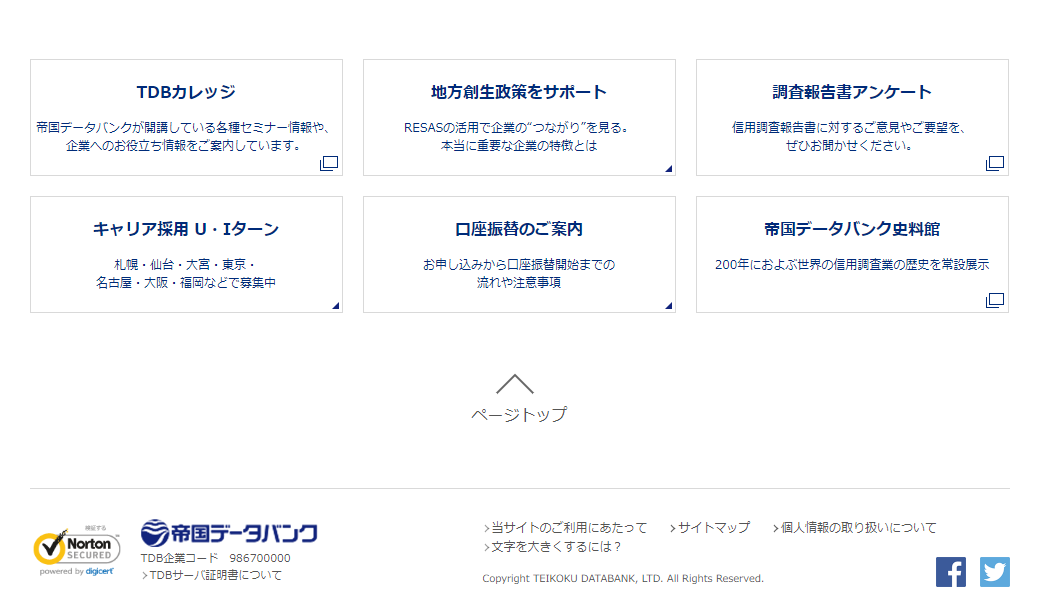 TDBカレッジ
帝国データバンクが開講している各種セミナー情報や、
企業へのお役立ち情報をご案内しています。
地方創生政策をサポート
RESASの活用で企業の“つながり”を見る。
本当に重要な企業の特徴とは
調査報告書アンケート
信用調査報告書に対するご意見やご要望を、
ぜひお聞かせください。
キャリア採用 U・Iターン
札幌・仙台・大宮・東京・
名古屋・大阪・福岡などで募集中
口座振替のご案内
お申し込みから口座振替開始までの
流れや注意事項
帝国データバンク史料館
200年におよぶ世界の信用調査業の歴史を常設展示
ページトップ
検証する
Norton
SECURED
powered by digicert
帝国データバンク
TDB企業コード 986700000
TDBサーバ証明書について
当サイトのご利用にあたって
サイトマップ
個人情報の取り扱いについて
文字を大きくするには？
Copyright TEIKOKU DATABANK, LTD. All Rights Reserved.